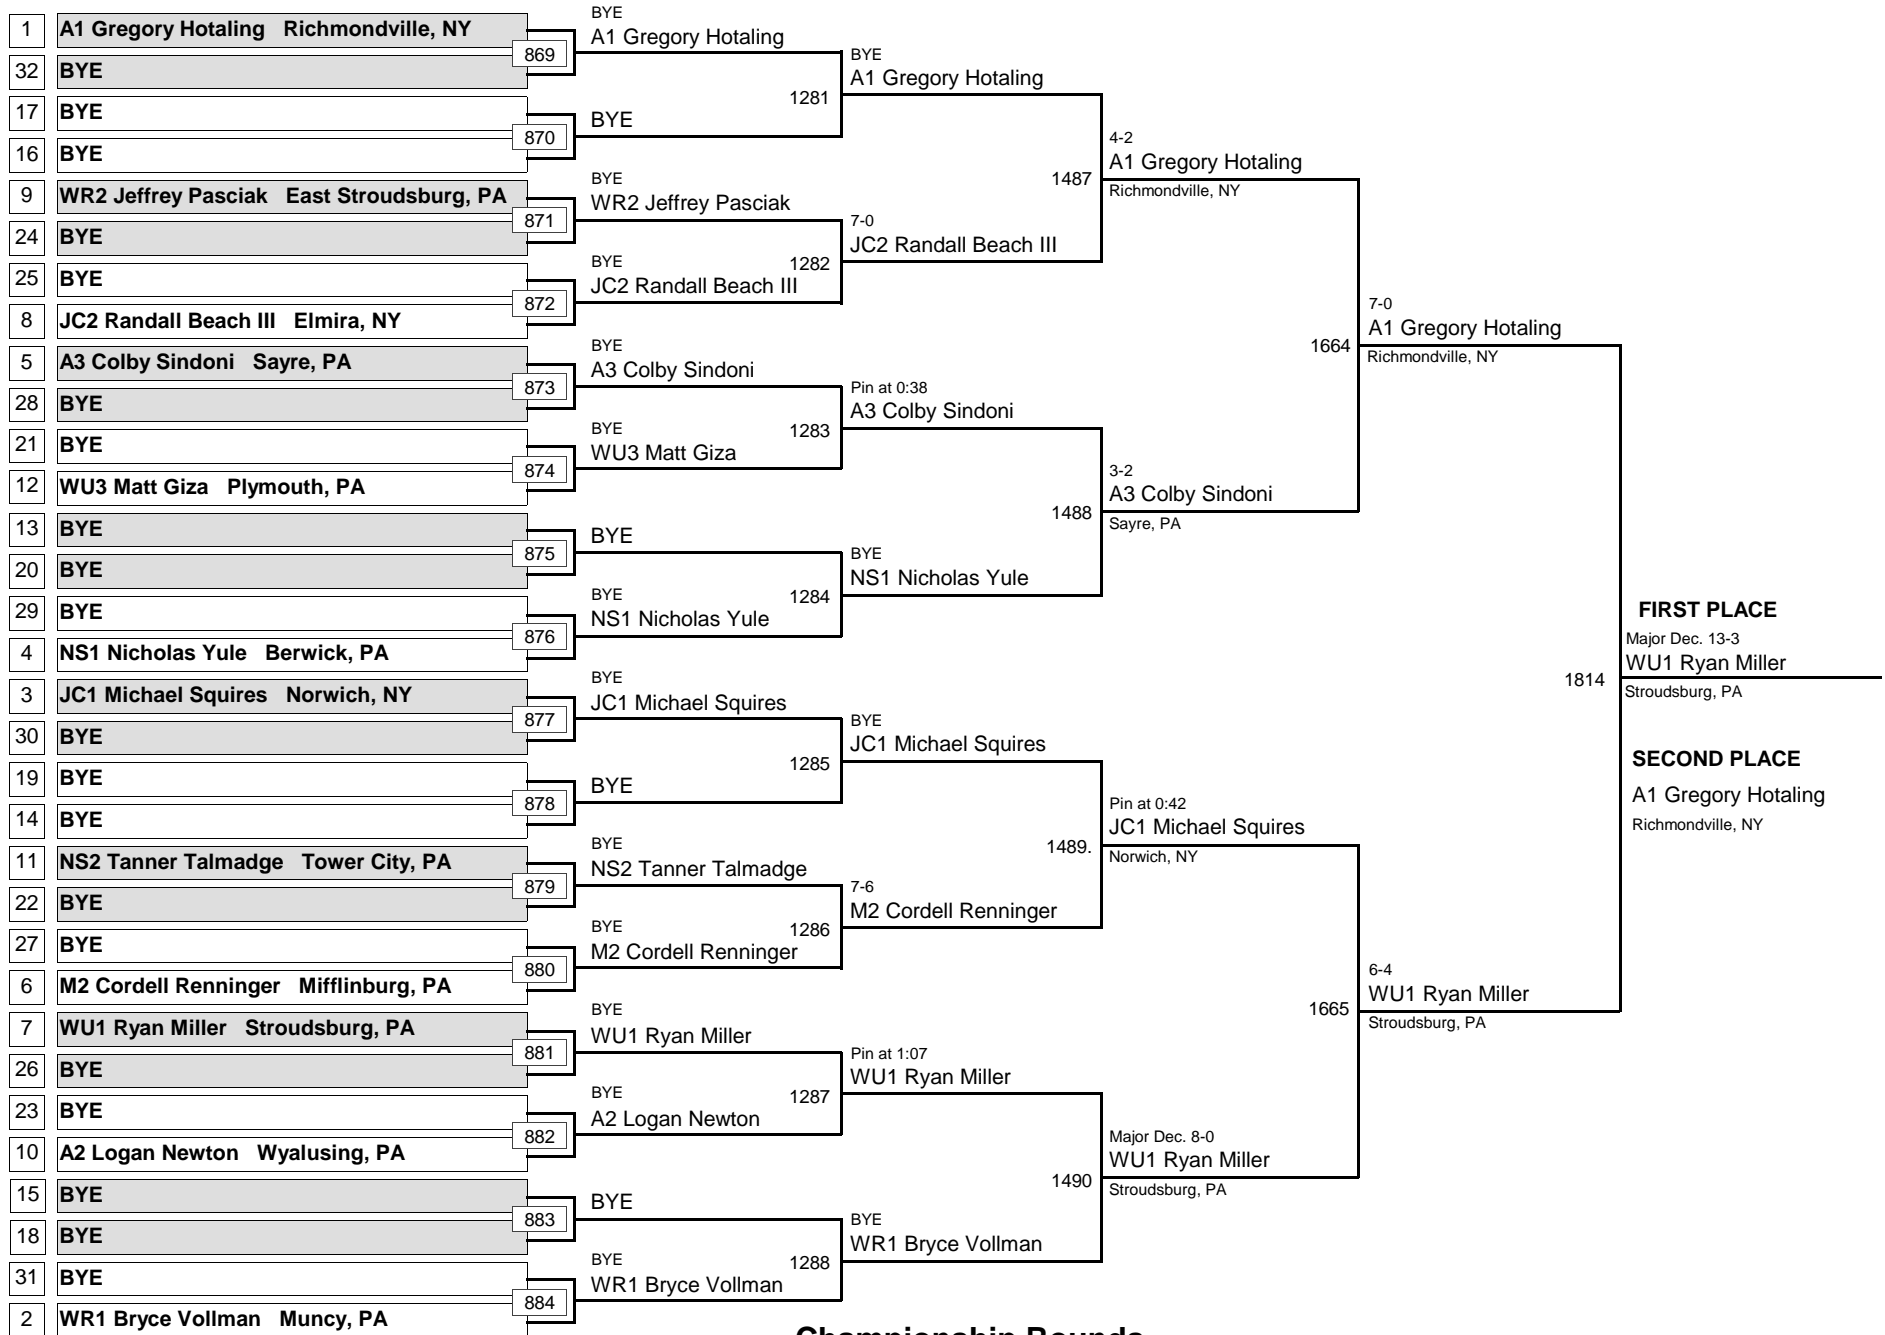 1 A1 Gregory Hotaling Richmondville, NY
32 BYE
17 BYE
16 BYE
9 WR2 Jeffrey Pasciak East Stroudsburg, PA
24 BYE
25 BYE
8 JC2 Randall Beach III Elmira, NY
5 A3 Colby Sindoni Sayre, PA
28 BYE
21 BYE
12 WU3 Matt Giza Plymouth, PA
13 BYE
20 BYE
29 BYE
4 NS1 Nicholas Yule Berwick, PA
3 JC1 Michael Squires Norwich, NY
30 BYE
19 BYE
14 BYE
11 NS2 Tanner Talmadge Tower City, PA
22 BYE
27 BYE
6 M2 Cordell Renninger Mifflinburg, PA
7 WU1 Ryan Miller Stroudsburg, PA
26 BYE
23 BYE
10 A2 Logan Newton Wyalusing, PA
15 BYE
18 BYE
31 BYE
2 WR1 Bryce Vollman Muncy, PA
869
870
871
872
873
874
875
876
877
878
879
880
881
882
883
884
BYE
A1 Gregory Hotaling
BYE
BYE
WR2 Jeffrey Pasciak
BYE
JC2 Randall Beach III
BYE
A3 Colby Sindoni
BYE
WU3 Matt Giza
BYE
BYE
NS1 Nicholas Yule
BYE
JC1 Michael Squires
BYE
BYE
NS2 Tanner Talmadge
BYE
M2 Cordell Renninger
BYE
WU1 Ryan Miller
BYE
A2 Logan Newton
BYE
BYE
WR1 Bryce Vollman
1281
1282
1283
1284
1285
1286
1287
1288
BYE
A1 Gregory Hotaling
7-0
JC2 Randall Beach III
Pin at 0:38
A3 Colby Sindoni
BYE
NS1 Nicholas Yule
BYE
JC1 Michael Squires
7-6
M2 Cordell Renninger
Pin at 1:07
WU1 Ryan Miller
BYE
WR1 Bryce Vollman
1487
1488
1489.
1490
4-2
A1 Gregory Hotaling
Richmondville, NY
3-2
A3 Colby Sindoni
Sayre, PA
Pin at 0:42
JC1 Michael Squires
Norwich, NY
Major Dec. 8-0
WU1 Ryan Miller
Stroudsburg, PA
1664
1665
7-0
A1 Gregory Hotaling
Richmondville, NY
6-4
WU1 Ryan Miller
Stroudsburg, PA
1814
FIRST PLACE
Major Dec. 13-3
WU1 Ryan Miller
Stroudsburg, PA
SECOND PLACE
A1 Gregory Hotaling
Richmondville, NY
Championship Rounds